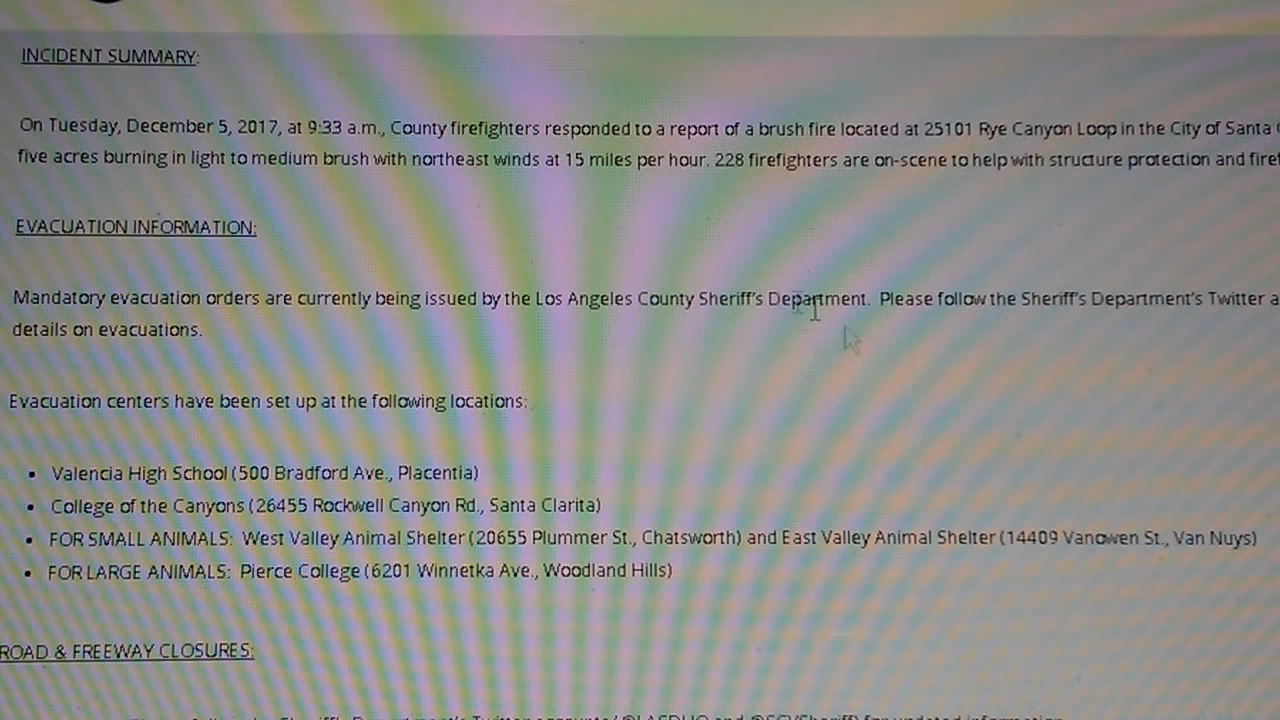 INCIDENT SUMMARY:
On Tuesday, December 5, 2017, at 9:33 a.m., County firefighters responded to a report of a brush fire located at 25101 Rye Canyon Loop in the City of Santa
five acres burning in light to medium brush with northeast winds at 15 miles per hour. 228 firefighters are on-scene to help with structure protection and
EVACUATION INFORMATION:
Mandatory evacuation orders are currently being issued by the Los Angeles County Sheriff's Department. Please follow the Sheriff's Department's Twitter
details on evacuations.
Evacuation centers have been set up at the following locations:
• Valencia High School (500 Bradford Ave., Placentia)
• College of the Canyons (26455 Rockwell Canyon Rd., Santa Clarita)
• FOR SMALL ANIMALS: West Valley Animal Shelter (20655 Plummer St., Chatsworth) and East Valley Animal Shelter (14409 Vanowen St., Van Nuys)
• FOR LARGE ANIMALS: Pierce College (6201 Winnetka Ave., Woodland Hills)
ROAD & FREEWAY CLOSURES: